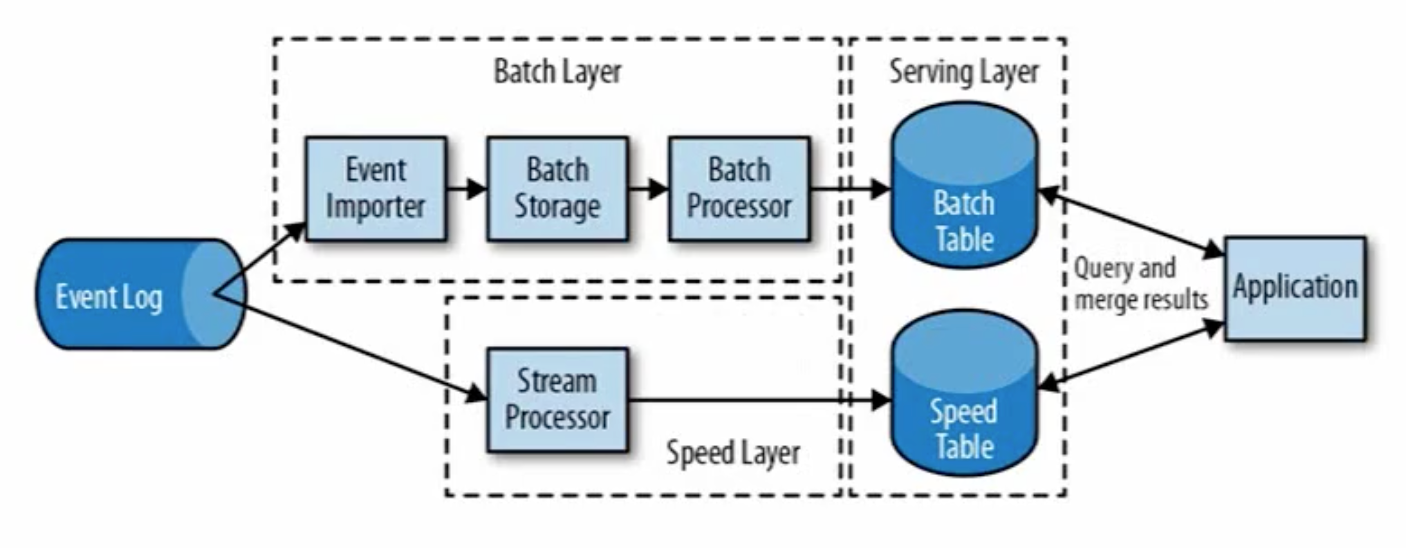 Batch Layer
Serving Layer
Event
Importer
Batch
Storage
Batch
Processor
Batch
Table
Event Log
Query and
merge results
Application
Stream
Processor
Speed
Table
Speed Layer